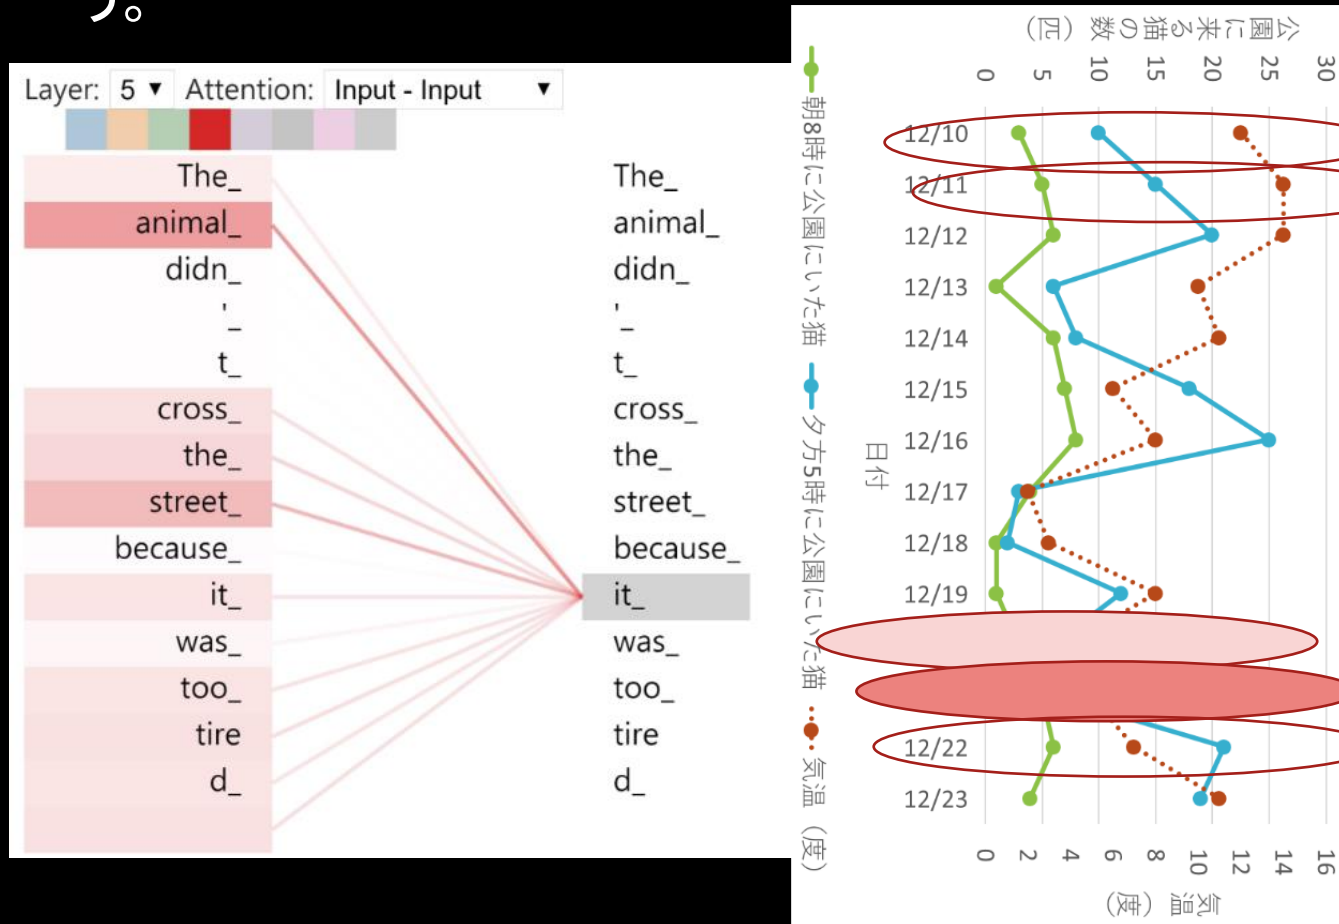 う。
Layer: 5 ▼ Attention: Input - Input ▼
The_
animal_
didn_
'_
t_
cross_
the_
street_
because_
it_
was_
too_
tire
d_
The_
animal_
didn_
'_
t_
cross_
the_
street_
because_
it_
was_
too_
tire
d_
公園に来る猫の数（匹）
0 5 10 15 20 25 30
12/10
12/11
12/12
12/13
12/14
12/15
12/16
12/17
12/18
12/19
12/22
12/23
日付
0 2 4 6 8 10 12 14 16
気温（度）
朝8時に公園にいた猫
夕方5時に公園にいた猫
気温（度）